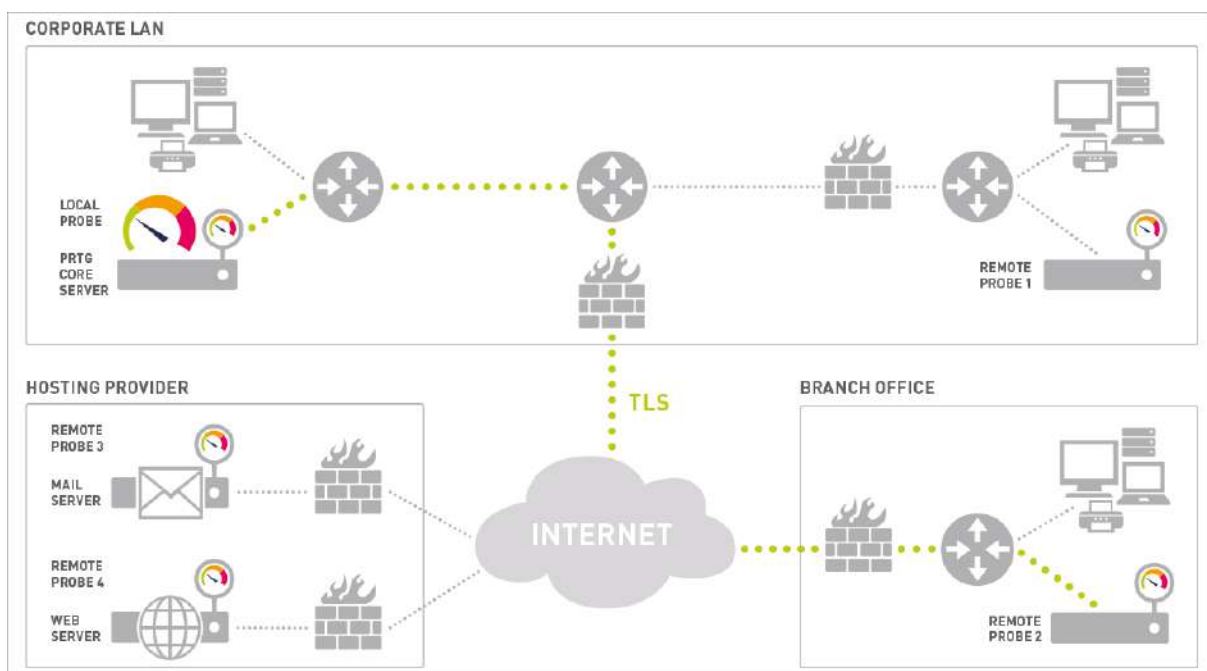 CORPORATE LAN
LOCAL
PROBE
PRTG
CORE
SERVER
REMOTE
PROBE 1
HOSTING PROVIDER
TLS
BRANCH OFFICE
REMOTE
PROBE 3
MAIL
SERVER
INTERNET
REMOTE
PROBE 4
WEB
SERVER
REMOTE
PROBE 2